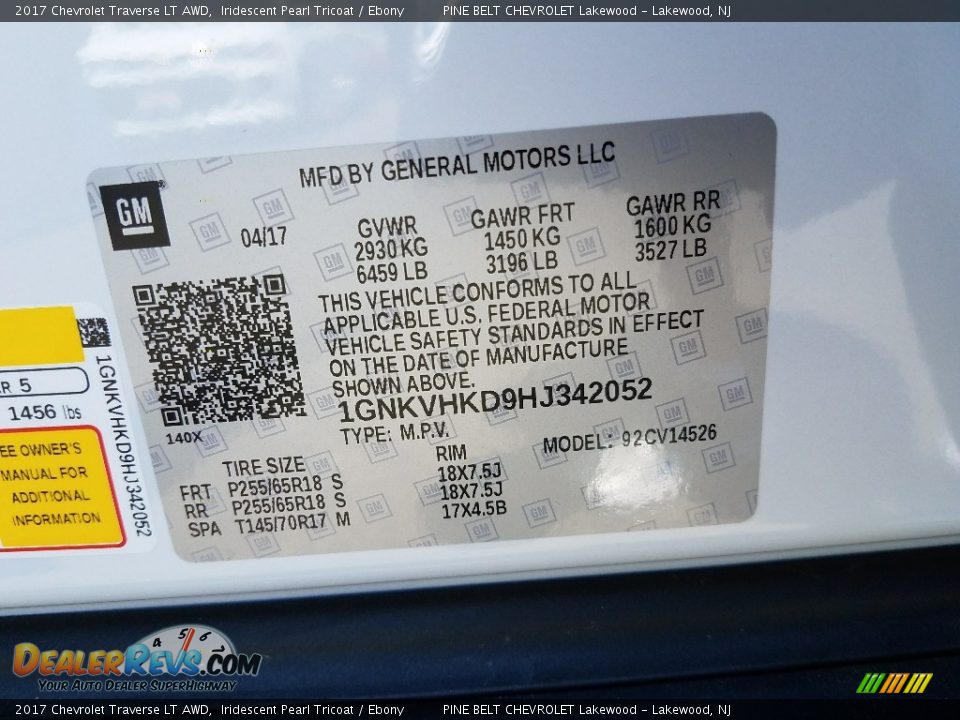 2017 Chevrolet Traverse LT AWD, Iridescent Pearl Tricoat / Ebony PINE BELT CHEVROLET Lakewood - Lakewood, NJ
MFD BY GENERAL MOTORS LLC
GM
04/17
GVWR GAWR FRT GAWR RR
2930 KG 1450 KG 1600 KG
6459 LB 3196 LB 3527 LB
THIS VEHICLE CONFORMS TO ALL
APPLICABLE U.S. FEDERAL MOTOR
VEHICLE SAFETY STANDARDS IN EFFECT
ON THE DATE OF MANUFACTURE
SHOWN ABOVE.
1GNKVHKD9HJ342052
140X
TYPE: M.P.V. MODEL: 92CV14526
TIRE SIZE RIM
FRT P255/65R18 S 18X7.5J
RR P255/65R18 S 18X7.5J
SPA T145/70R17 M 17X4.5B
R 5
1456 lbs
EE OWNER'S
MANUAL FOR
ADDITIONAL
INFORMATION
1GNKVHKD9HJ342052
4 5 6
DEALERREVS.COM
YOUR AUTO DEALER SUPERHIGHWAY
2017 Chevrolet Traverse LT AWD, Iridescent Pearl Tricoat / Ebony PINE BELT CHEVROLET Lakewood - Lakewood, NJ